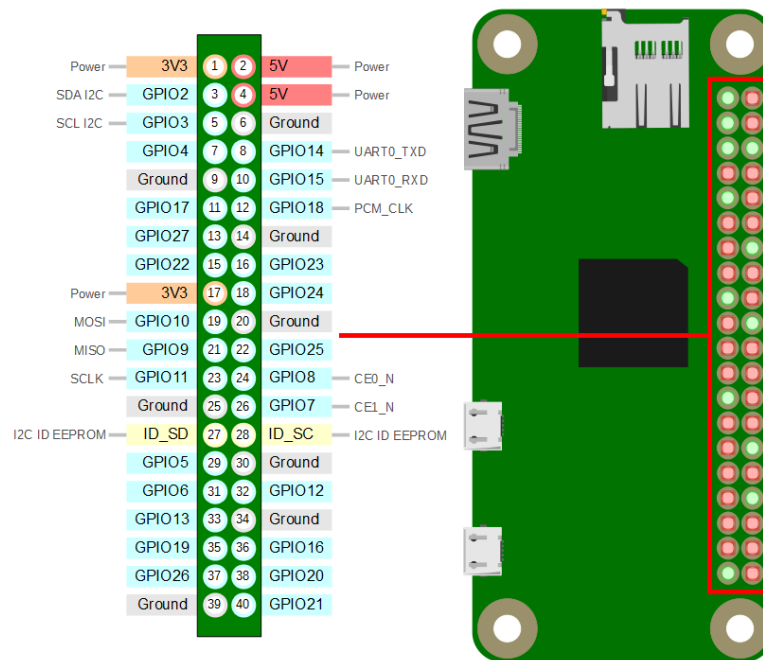 Power 3V3 1 2 5V Power
SDA I2C GPIO2 3 4 5V Power
SCL I2C GPIO3 5 6 Ground
GPIO4 7 8 GPIO14 UART0_TXD
Ground 9 10 GPIO15 UART0_RXD
GPIO17 11 12 GPIO18 PCM_CLK
GPIO27 13 14 Ground
GPIO22 15 16 GPIO23
Power 3V3 17 18 GPIO24
MOSI GPIO10 19 20 Ground
MISO GPIO9 21 22 GPIO25
SCLK GPIO11 23 24 GPIO8 CE0_N
Ground 25 26 GPIO7 CE1_N
I2C ID EEPROM ID_SD 27 28 ID_SC I2C ID EEPROM
GPIO5 29 30 Ground
GPIO6 31 32 GPIO12
GPIO13 33 34 Ground
GPIO19 35 36 GPIO16
GPIO26 37 38 GPIO20
Ground 39 40 GPIO21